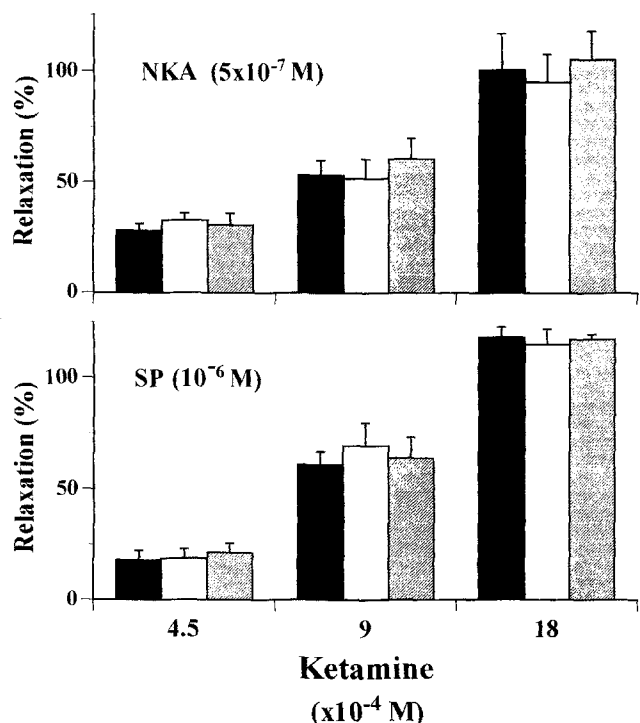 Relaxation (%)
100
50
0
NKA (5x10⁻⁷ M)
Relaxation (%)
100
50
0
SP (10⁻⁶ M)
4.5 9 18
Ketamine
(x10⁻⁴ M)